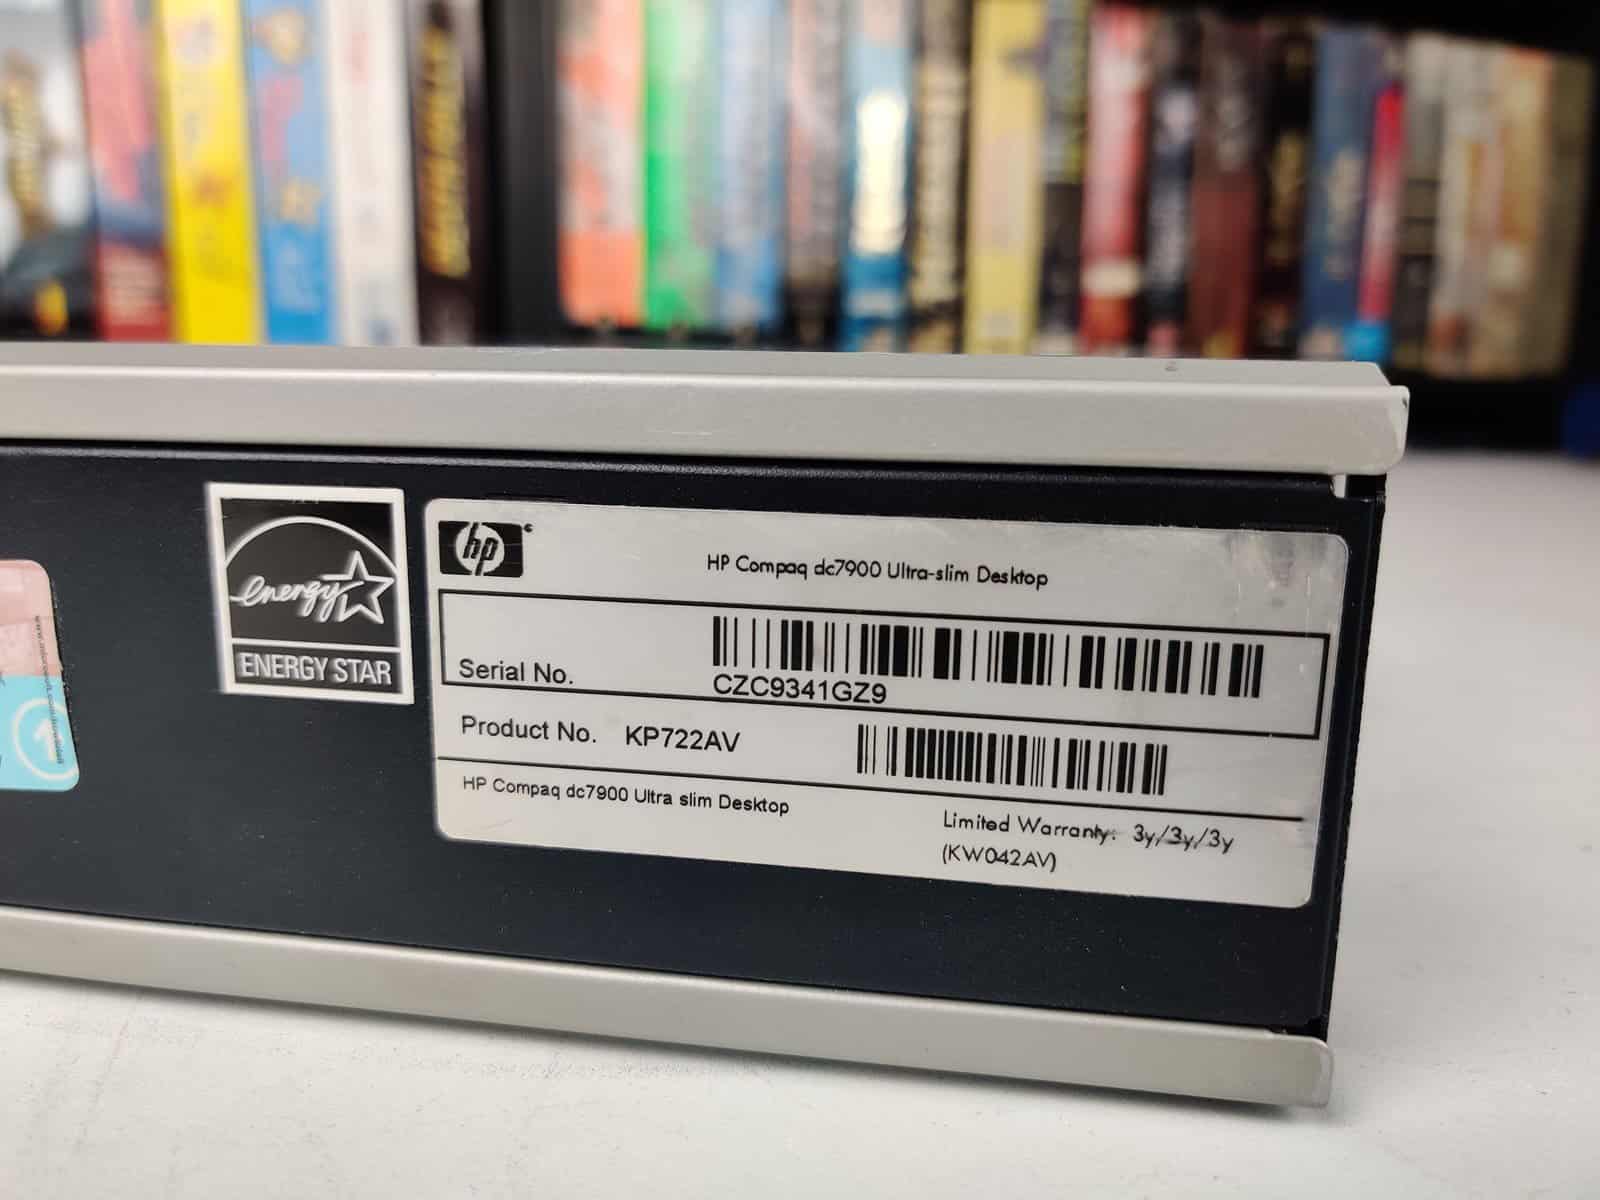 energy
ENERGY STAR
hp
HP Compaq dc7900 Ultra-slim Desktop
Serial No.
CZC9341GZ9
Product No. KP722AV
HP Compaq dc7900 Ultra slim Desktop
Limited Warranty: 3y/3y/3y
(KW042AV)
1